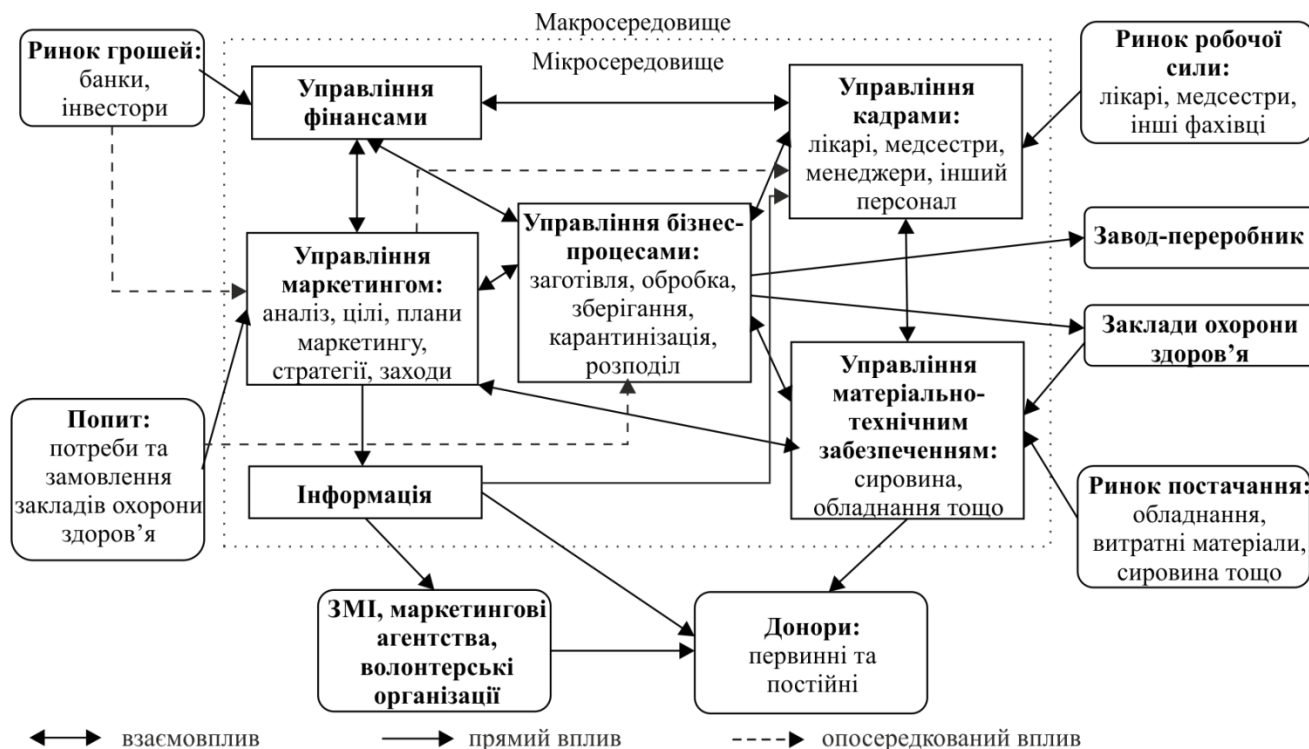 Макросередовище
Мікросередовище
Ринок грошей:
банки,
інвестори
Управління
фінансами
Управління
кадрами:
лікарі, медсестри,
менеджери, інший
персонал
Ринок робочої
сили:
лікарі, медсестри,
інші фахівці
Управління
маркетингом:
аналіз, цілі, плани
маркетингу,
стратегії, заходи
Управління бізнес-
процесами:
заготівля, обробка,
зберігання,
карантинізація,
розподіл
Завод-переробник
Заклади охорони
здоров’я
Управління
матеріально-
технічним
забезпеченням:
сировина,
обладнання тощо
Попит:
потреби та
замовлення
закладів охорони
здоров’я
Інформація
Ринок постачання:
обладнання,
витратні матеріали,
сировина тощо
ЗМІ, маркетингові
агентства,
волонтерські
організації
Донори:
первинні та
постійні
взаємовплив
прямий вплив
опосередкований вплив